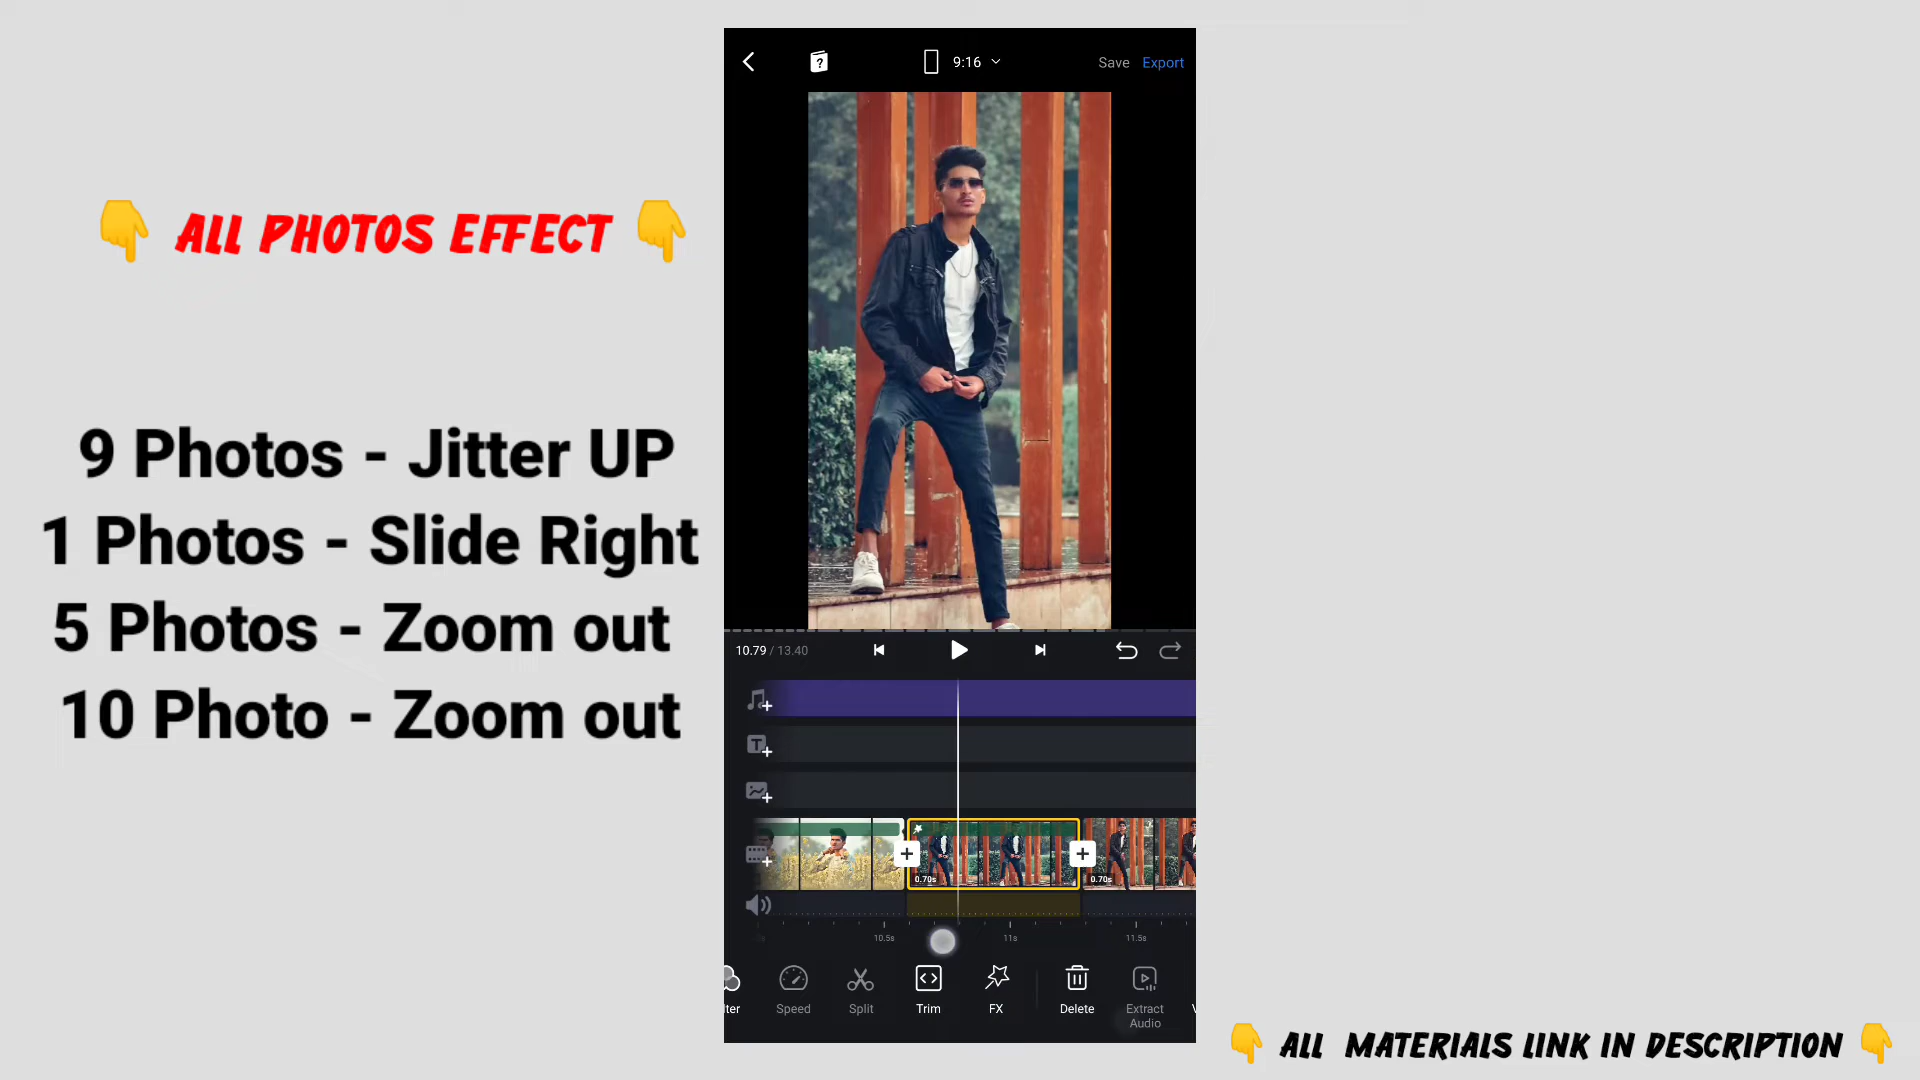 9:16
Save
Export
👇 ALL PHOTOS EFFECT 👇
9 Photos - Jitter UP
1 Photos - Slide Right
5 Photos - Zoom out
10 Photo - Zoom out
10.79 / 13.40
0.70s
0.70s
10.5s
11s
11.5s
Speed
Split
Trim
FX
Delete
Extract
Audio
👇 ALL MATERIALS LINK IN DESCRIPTION 👇